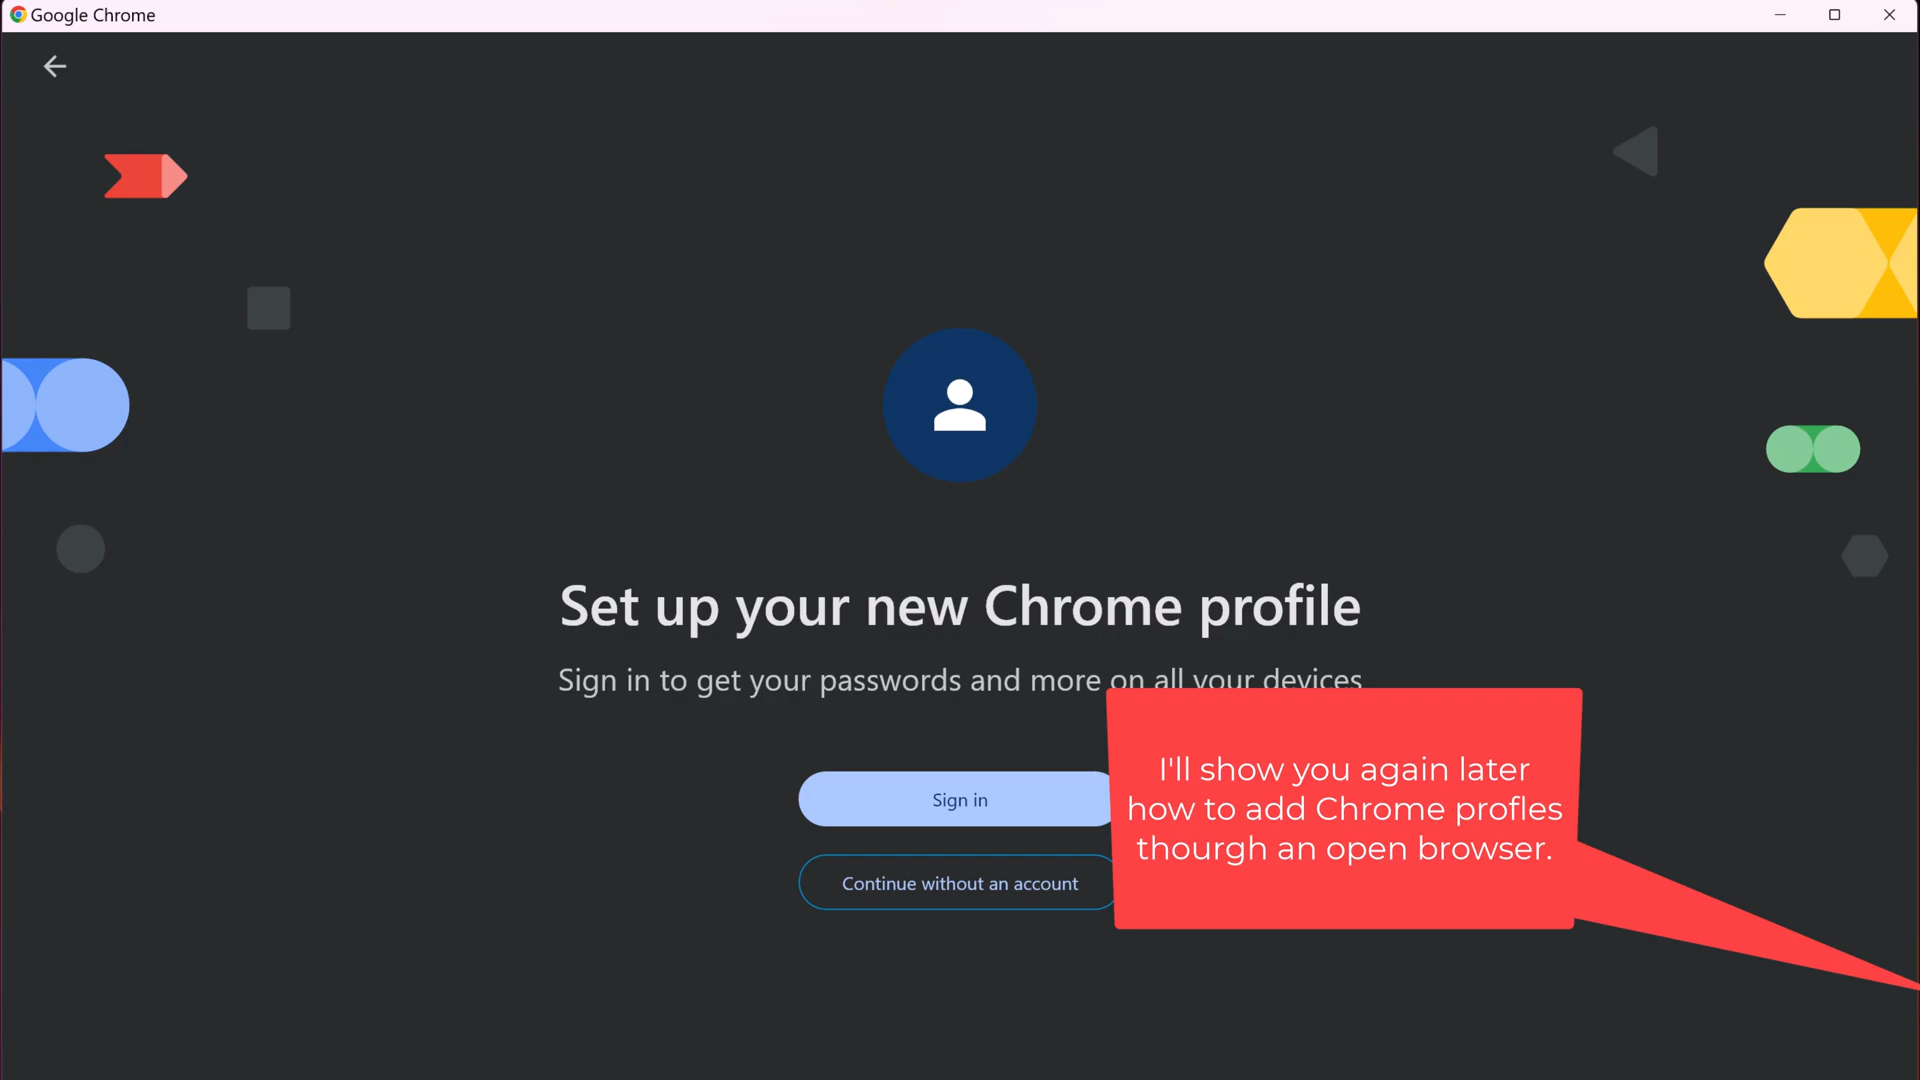 Google Chrome
Set up your new Chrome profile
Sign in to get your passwords and more on all your devices
Sign in
Continue without an account
I'll show you again later
how to add Chrome profles
thourgh an open browser.